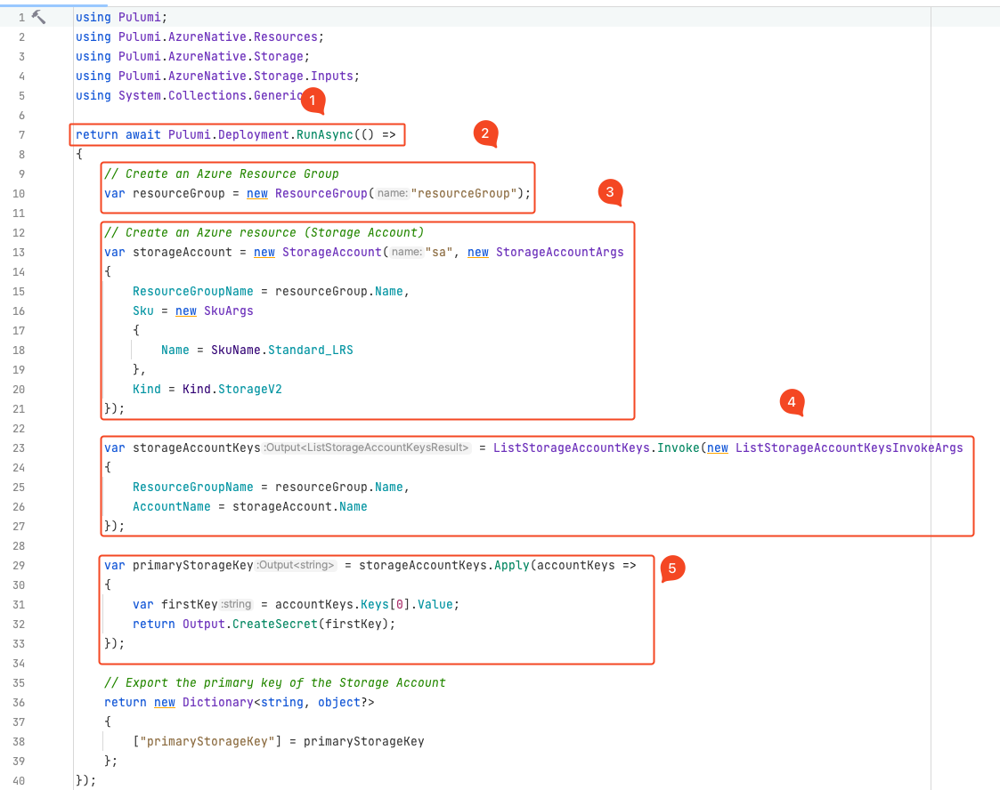 1 using Pulumi;
2 using Pulumi.AzureNative.Resources;
3 using Pulumi.AzureNative.Storage;
4 using Pulumi.AzureNative.Storage.Inputs;
5 using System.Collections.Generic
1
6
7 return await Pulumi.Deployment.RunAsync(() =>
2
8 {
9 // Create an Azure Resource Group
10 var resourceGroup = new ResourceGroup( name: "resourceGroup");
3
11
12 // Create an Azure resource (Storage Account)
13 var storageAccount = new StorageAccount( name: "sa", new StorageAccountArgs
14 {
15 ResourceGroupName = resourceGroup.Name,
16 Sku = new SkuArgs
17 {
18 Name = SkuName.Standard_LRS
19 },
20 Kind = Kind.StorageV2
21 });
4
22
23 var storageAccountKeys :Output<ListStorageAccountKeysResult> = ListStorageAccountKeys.Invoke(new ListStorageAccountKeysInvokeArgs
24 {
25 ResourceGroupName = resourceGroup.Name,
26 AccountName = storageAccount.Name
27 });
28
29 var primaryStorageKey :Output<string> = storageAccountKeys.Apply(accountKeys =>
5
30 {
31 var firstKey :string = accountKeys.Keys[0].Value;
32 return Output.CreateSecret(firstKey);
33 });
34
35 // Export the primary key of the Storage Account
36 return new Dictionary<string, object?>
37 {
38 ["primaryStorageKey"] = primaryStorageKey
39 };
40 });